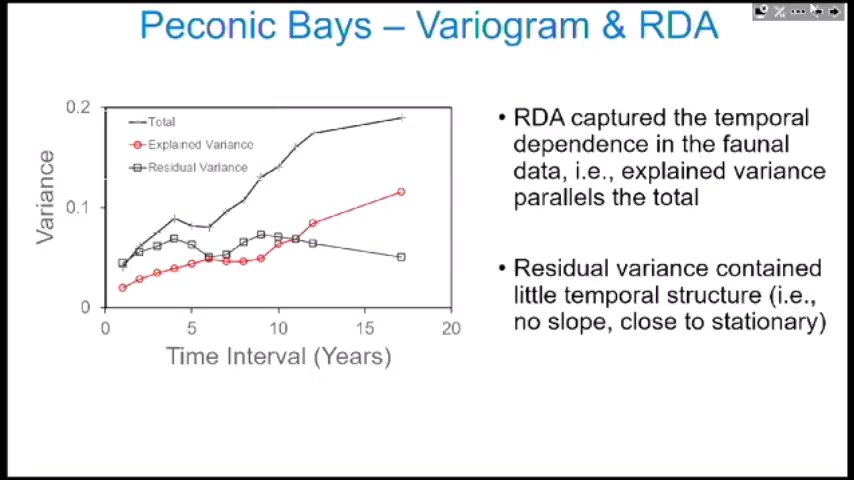 Peconic Bays – Variogram & RDA
0.2
0.1
0
Variance
Total
Explained Variance
Residual Variance
0
5
10
15
20
Time Interval (Years)
• RDA captured the temporal
dependence in the faunal
data, i.e., explained variance
parallels the total
• Residual variance contained
little temporal structure (i.e.,
no slope, close to stationary)